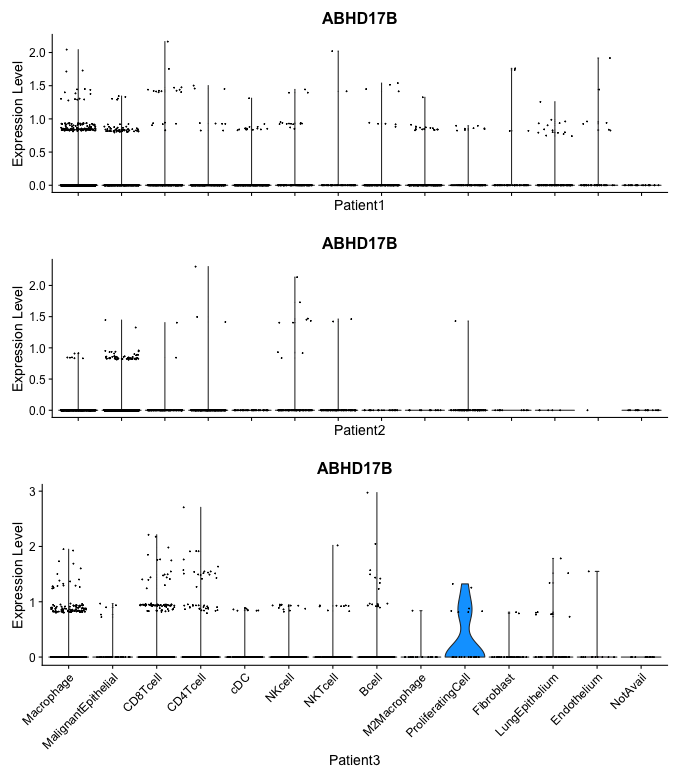 ABHD17B
Expression Level
2.0
1.5
1.0
0.5
0.0
Patient1
ABHD17B
Expression Level
2.0
1.5
1.0
0.5
0.0
Patient2
ABHD17B
Expression Level
3
2
1
0
Macrophage
MalignantEpithelial
CD8Tcell
CD4Tcell
cDC
NKcell
NKTcell
Bcell
M2Macrophage
ProliferatingCell
Fibroblast
LungEpithelium
Endothelium
NotAvail
Patient3